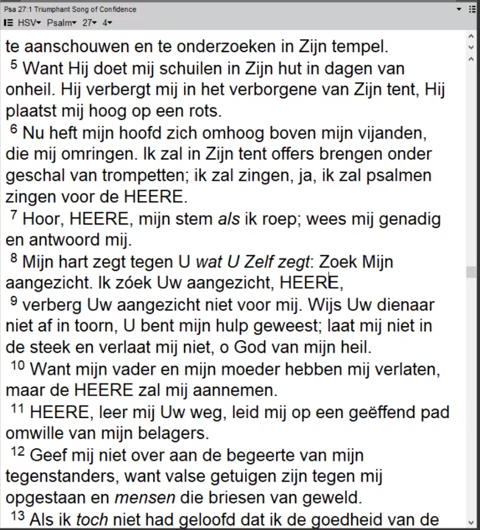 Psa 27:1 Triumphant Song of Confidence
HSV Psalm 27 4
te aanschouwen en te onderzoeken in Zijn tempel.
5 Want Hij doet mij schuilen in Zijn hut in dagen van
onheil. Hij verbergt mij in het verborgene van Zijn tent, Hij
plaatst mij hoog op een rots.
6 Nu heft mijn hoofd zich omhoog boven mijn vijanden,
die mij omringen. Ik zal in Zijn tent offers brengen onder
geschal van trompetten; ik zal zingen, ja, ik zal psalmen
zingen voor de HEERE.
7 Hoor, HEERE, mijn stem als ik roep; wees mij genadig
en antwoord mij.
8 Mijn hart zegt tegen U wat U Zelf zegt: Zoek Mijn
aangezicht. Ik zóek Uw aangezicht, HEERE,
9 verberg Uw aangezicht niet voor mij. Wijs Uw dienaar
niet af in toorn, U bent mijn hulp geweest; laat mij niet in
de steek en verlaat mij niet, o God van mijn heil.
10 Want mijn vader en mijn moeder hebben mij verlaten,
maar de HEERE zal mij aannemen.
11 HEERE, leer mij Uw weg, leid mij op een geëffend pad
omwille van mijn belagers.
12 Geef mij niet over aan de begeerte van mijn
tegenstanders, want valse getuigen zijn tegen mij
opgestaan en mensen die briesen van geweld.
13 Als ik toch niet had geloofd dat ik de goedheid van de